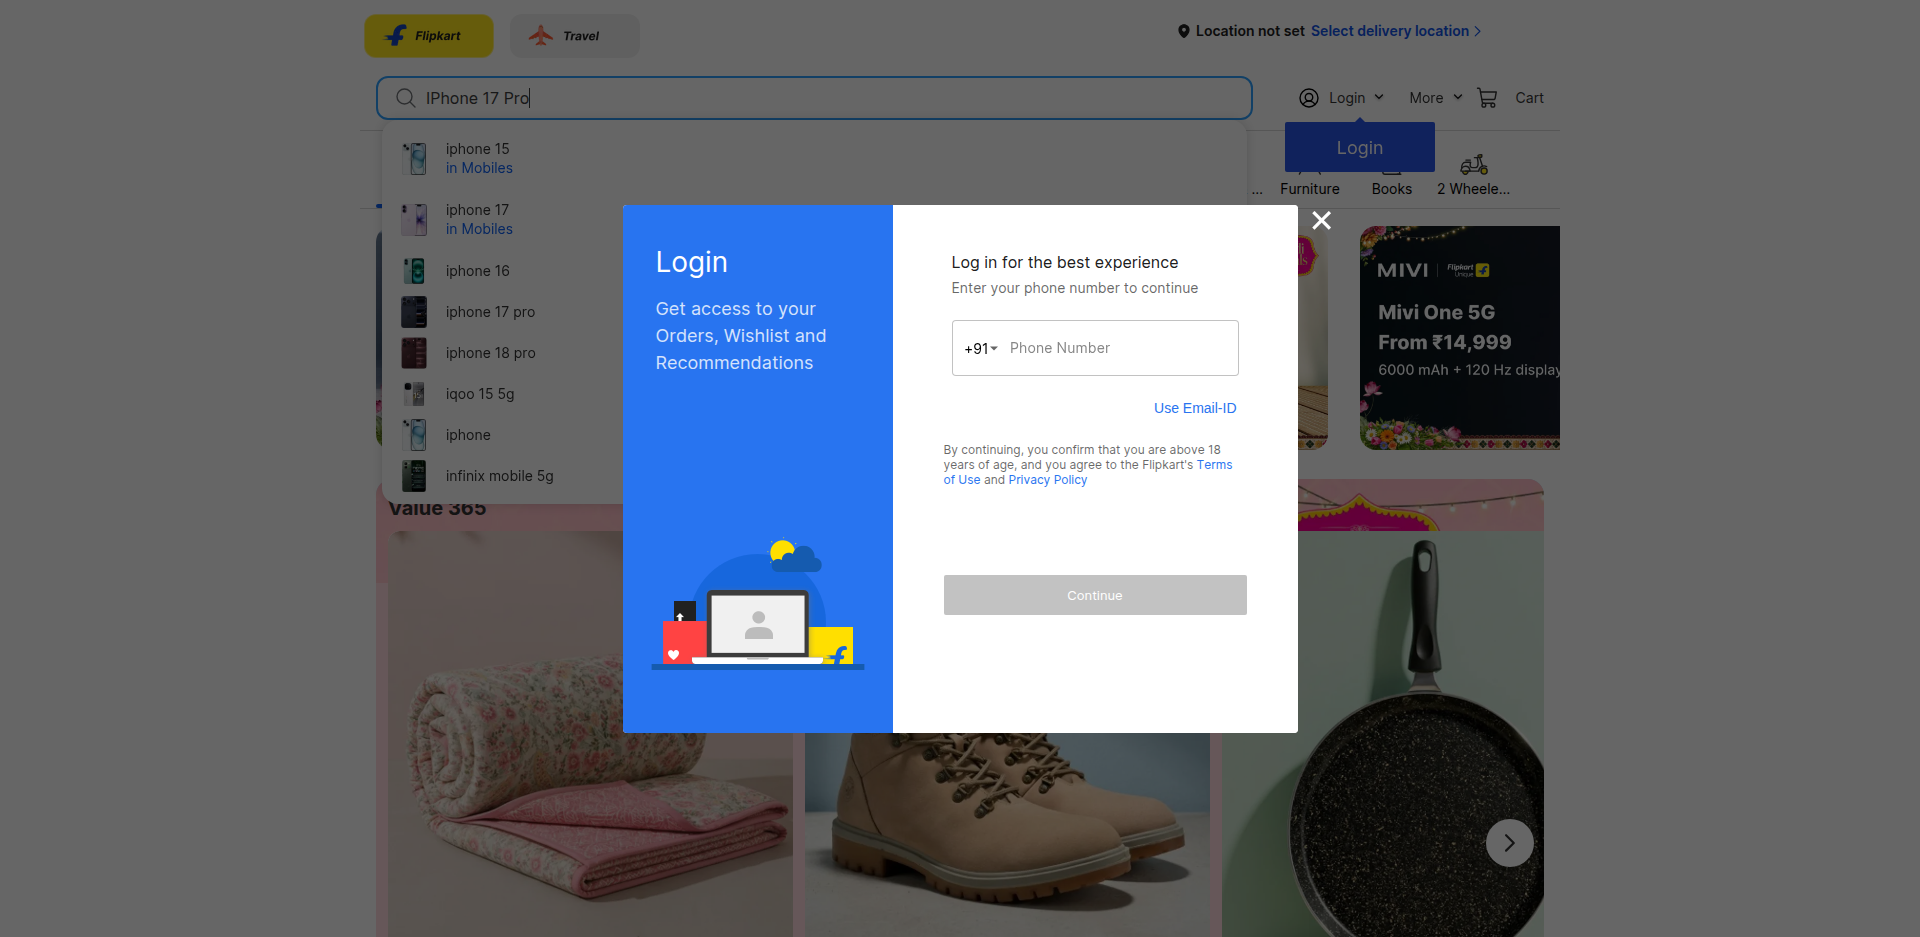 Flipkart
Travel
Location not set Select delivery location
IPhone 17 Pro
Login
More
Cart
Login
iphone 15
in Mobiles
iphone 17
in Mobiles
iphone 16
iphone 17 pro
iphone 18 pro
iqoo 15 5g
iphone
infinix mobile 5g
...
Furniture
Books
2 Wheele...
Login
Get access to your
Orders, Wishlist and
Recommendations
Log in for the best experience
Enter your phone number to continue
+91
Phone Number
Use Email-ID
By continuing, you confirm that you are above 18
years of age, and you agree to the Flipkart's Terms
of Use and Privacy Policy
Continue
MIVI
Flipkart
Unique
Mivi One 5G
From ₹14,999
6000 mAh + 120 Hz display
Value 365